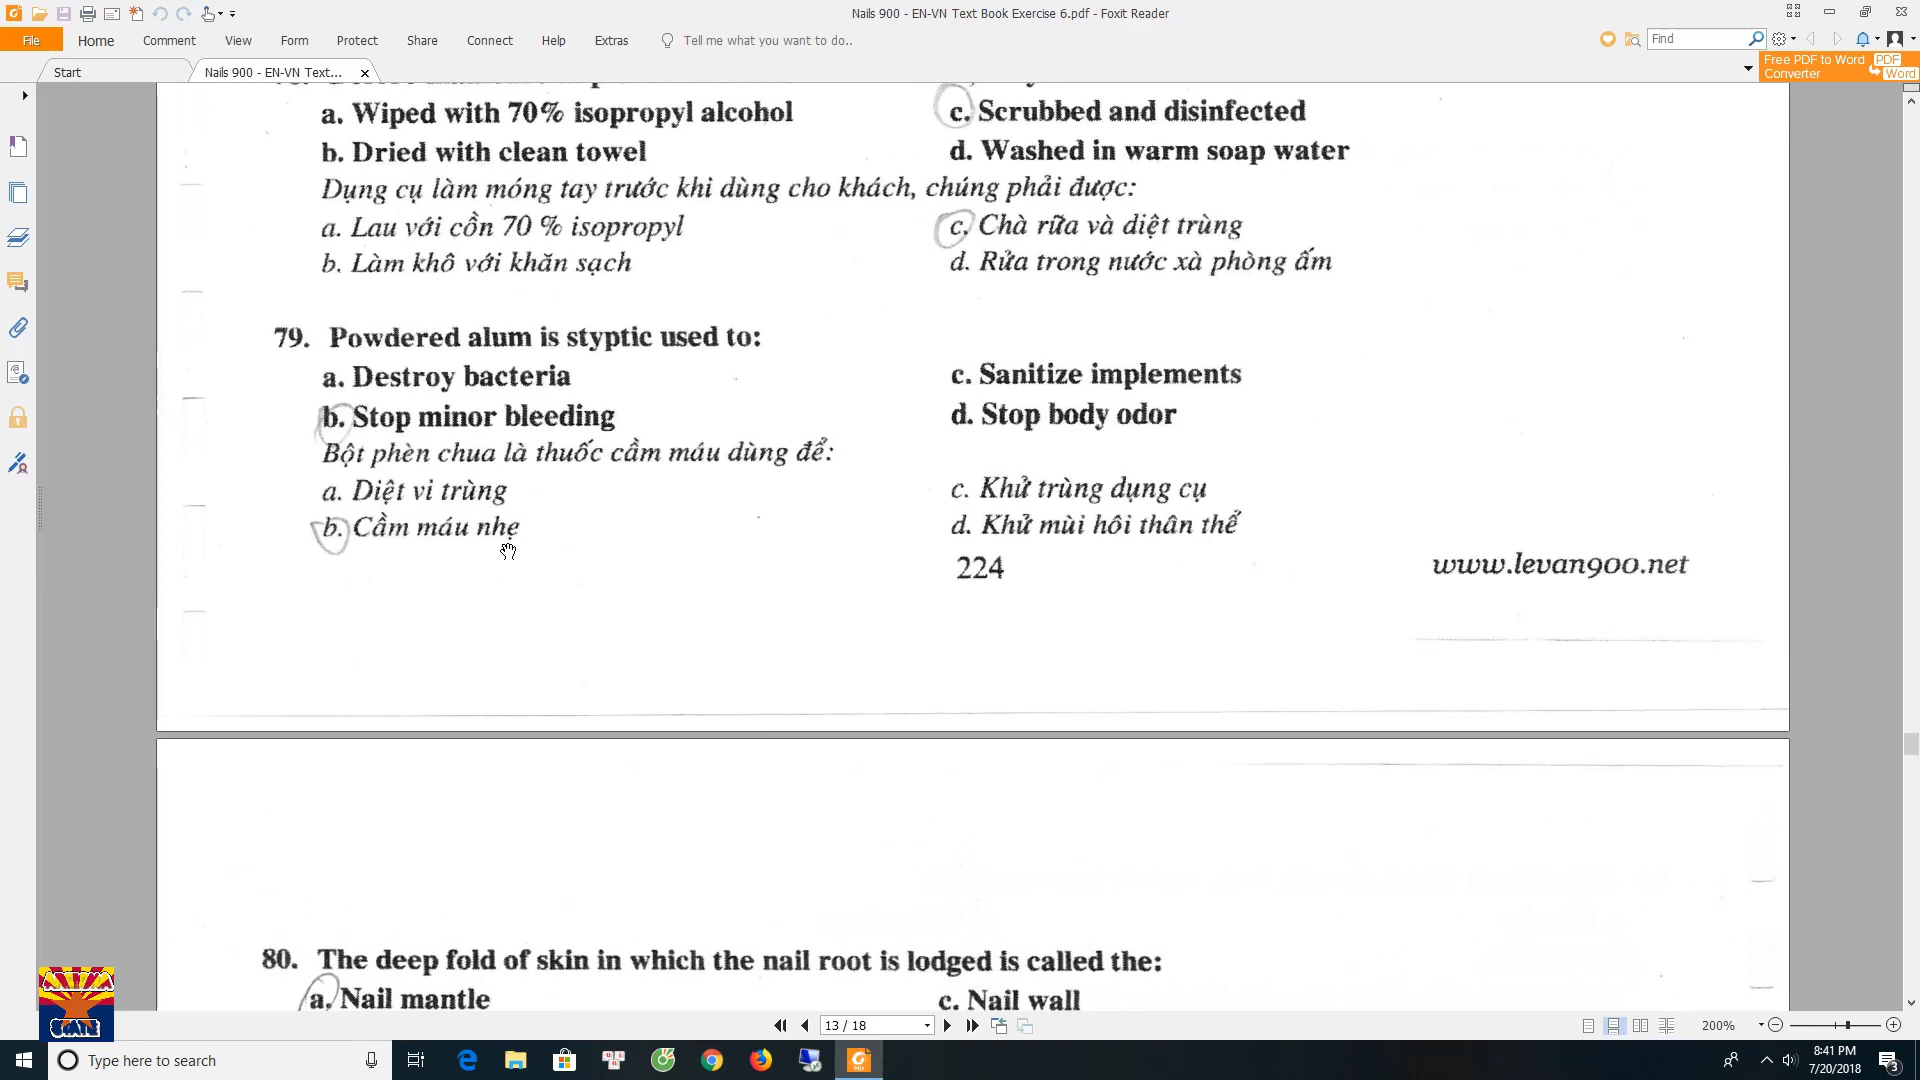 Nails 900 - EN-VN Text Book Exercise 6.pdf - Foxit Reader
File Home Comment View Form Protect Share Connect Help Extras Tell me what you want to do.. Find
Free PDF to Word Converter PDF Word
Start Nails 900 - EN-VN Text...
a. Wiped with 70% isopropyl alcohol c. Scrubbed and disinfected
b. Dried with clean towel d. Washed in warm soap water
Dụng cụ làm móng tay trước khi dùng cho khách, chúng phải được:
a. Lau với cồn 70 % isopropyl c. Chà rữa và diệt trùng
b. Làm khô với khăn sạch d. Rửa trong nước xà phòng ấm
79. Powdered alum is styptic used to:
a. Destroy bacteria c. Sanitize implements
b. Stop minor bleeding d. Stop body odor
Bột phèn chua là thuốc cầm máu dùng để:
a. Diệt vi trùng c. Khử trùng dụng cụ
b. Cầm máu nhẹ d. Khử mùi hôi thân thể
224 www.levan900.net
80. The deep fold of skin in which the nail root is lodged is called the:
a. Nail mantle c. Nail wall
ARIZONA
STATE
13 / 18 200%
Type here to search 8:41 PM
7/20/2018 3